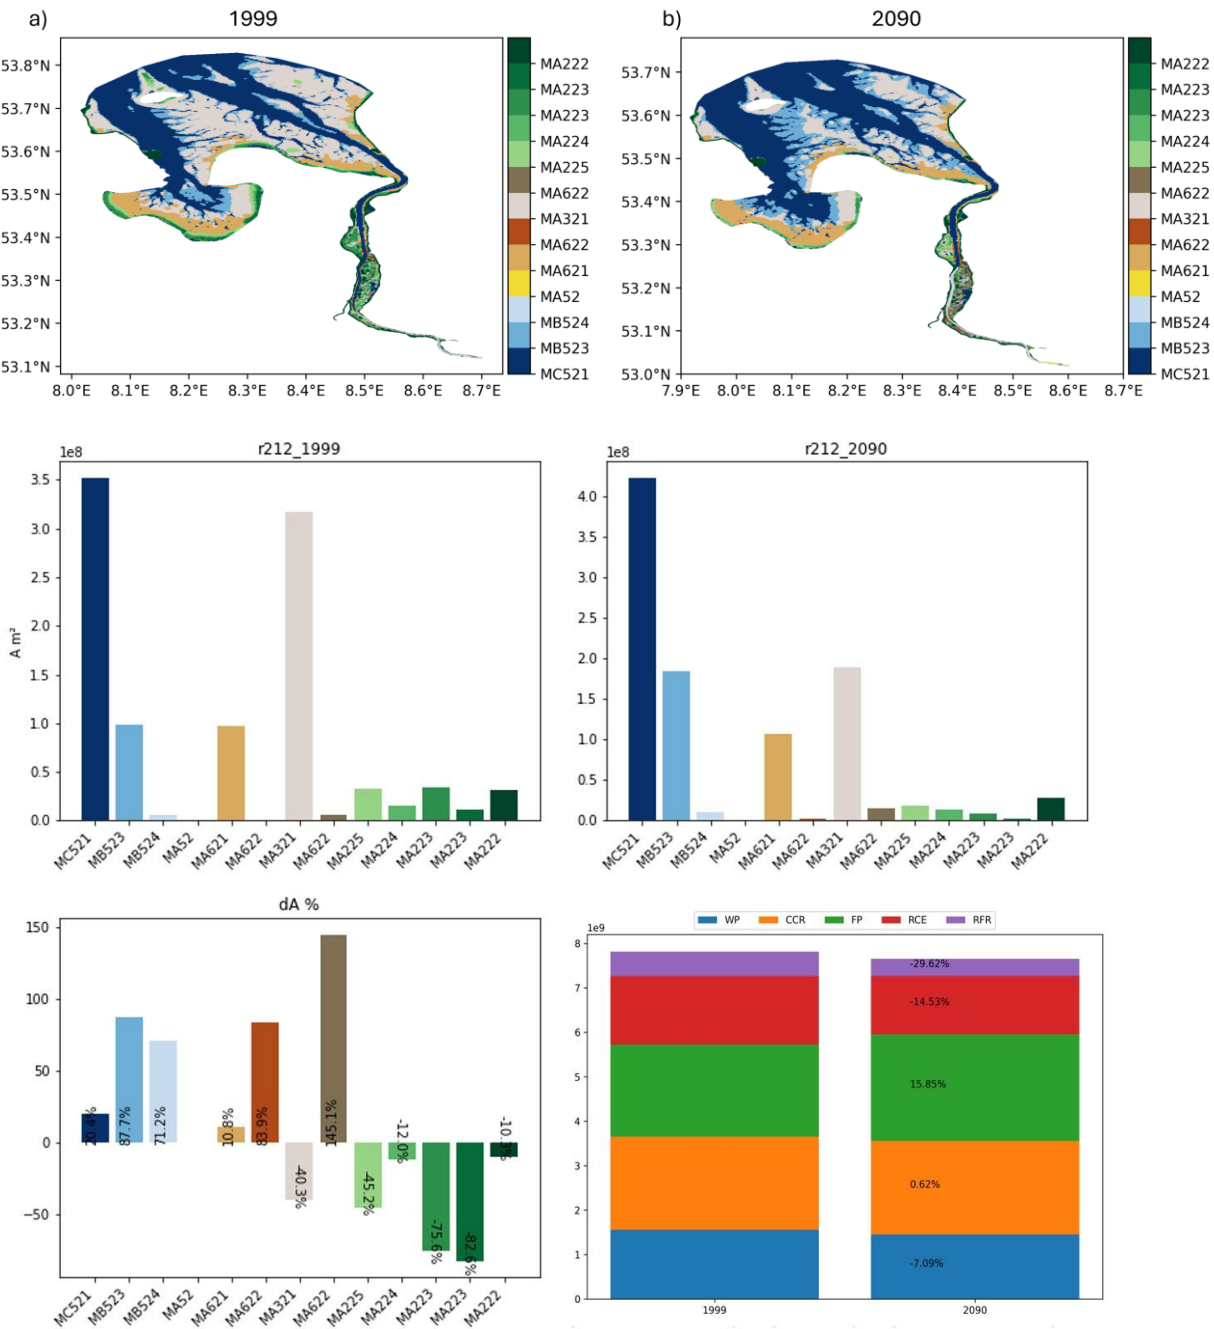 a) 1999
b) 2090
53.8°N
53.7°N
53.6°N
53.5°N
53.4°N
53.3°N
53.2°N
53.1°N
8.0°E 8.1°E 8.2°E 8.3°E 8.4°E 8.5°E 8.6°E 8.7°E
MA222
MA223
MA223
MA224
MA225
MA622
MA321
MA622
MA621
MA52
MB524
MB523
MC521
53.7°N
53.6°N
53.5°N
53.4°N
53.3°N
53.2°N
53.1°N
53.0°N
7.9°E 8.0°E 8.1°E 8.2°E 8.3°E 8.4°E 8.5°E 8.6°E 8.7°E
MA222
MA223
MA223
MA224
MA225
MA622
MA321
MA622
MA621
MA52
MB524
MB523
MC521
1e8 r212_1999
A m²
3.5
3.0
2.5
2.0
1.5
1.0
0.5
0.0
MC521 MB523 MB524 MA52 MA621 MA622 MA321 MA622 MA225 MA224 MA223 MA223 MA222
1e8 r212_2090
4.0
3.5
3.0
2.5
2.0
1.5
1.0
0.5
0.0
MC521 MB523 MB524 MA52 MA621 MA622 MA321 MA622 MA225 MA224 MA223 MA223 MA222
dA %
150
100
50
0
−50
20.4% 87.7% 71.2% 10.8% 83.9% -40.3% 145.1% -45.2% -12.0% -75.6%
MC521 MB523 MB524 MA52 MA621 MA622 MA321 MA622 MA225 MA224 MA223 MA223 MA222
WP CCR FP RCE RFR
1e9
8
7
6
5
4
3
2
1
0
-29.62%
-14.53%
15.85%
0.62%
-7.09%
1999 2090